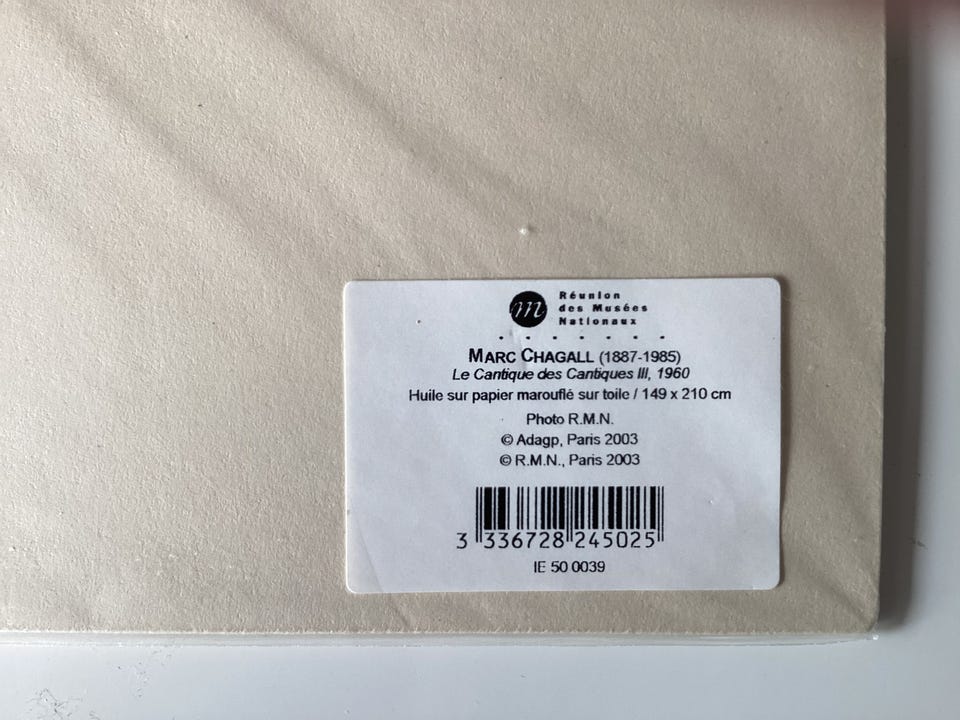 m
Réunion
des Musées
Nationaux
MARC CHAGALL (1887-1985)
Le Cantique des Cantiques III, 1960
Huile sur papier marouflé sur toile / 149 x 210 cm
Photo R.M.N.
© Adagp, Paris 2003
© R.M.N., Paris 2003
3 336728 245025
IE 50 0039